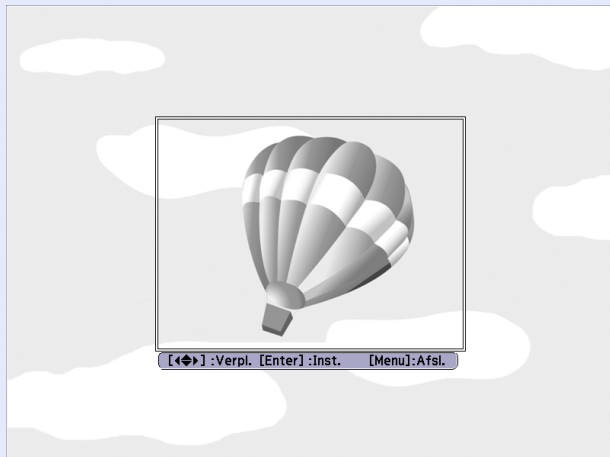 [◀◆▶] :Verpl. [Enter] :Inst. [Menu]:Afsl.